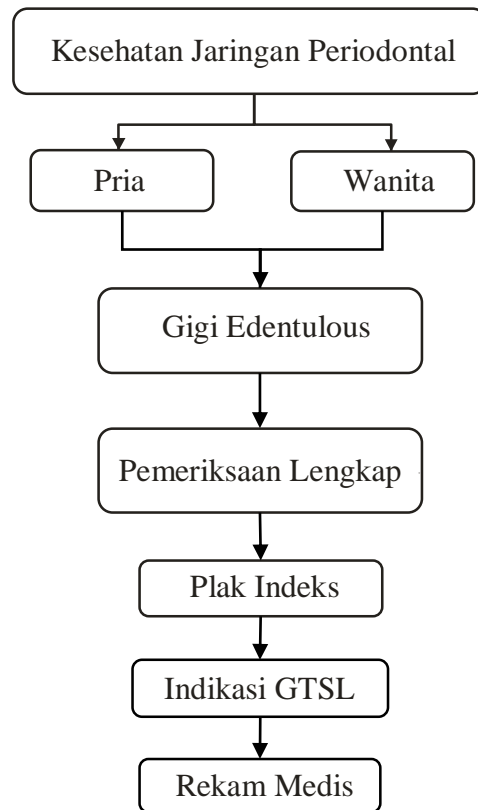 Kesehatan Jaringan Periodontal
Pria
Wanita
Gigi Edentulous
Pemeriksaan Lengkap
Plak Indeks
Indikasi GTSL
Rekam Medis